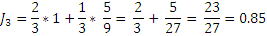 J₃ = 2/3 * 1 + 1/3 * 5/9 = 2/3 + 5/27 = 23/27 = 0.85